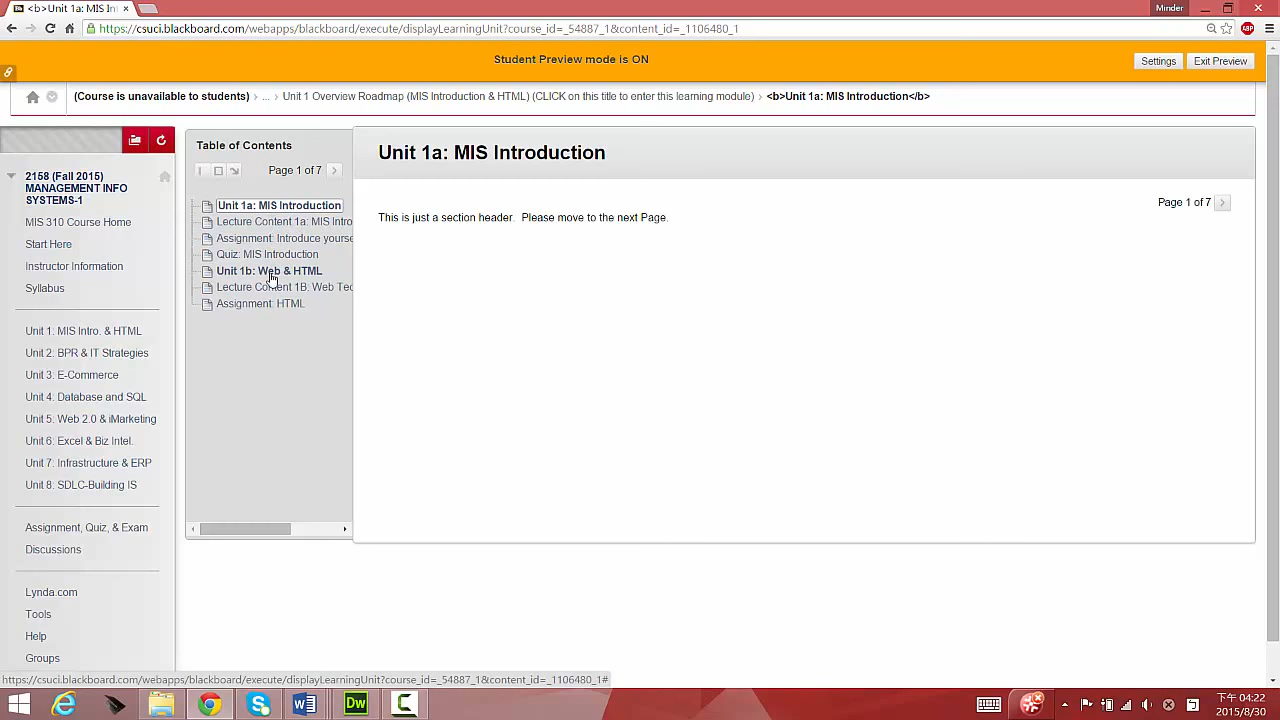 <b>Unit 1a: MIS In
Minder
https://csuci.blackboard.com/webapps/blackboard/execute/displayLearningUnit?course_id=_54887_1&content_id=_1106480_1
ABP
Student Preview mode is ON
Settings
Exit Preview
(Course is unavailable to students) > ... > Unit 1 Overview Roadmap (MIS Introduction & HTML) (CLICK on this title to enter this learning module) > <b>Unit 1a: MIS Introduction</b>
2158 (Fall 2015)
MANAGEMENT INFO
SYSTEMS-1
MIS 310 Course Home
Start Here
Instructor Information
Syllabus
Unit 1: MIS Intro. & HTML
Unit 2: BPR & IT Strategies
Unit 3: E-Commerce
Unit 4: Database and SQL
Unit 5: Web 2.0 & iMarketing
Unit 6: Excel & Biz Intel.
Unit 7: Infrastructure & ERP
Unit 8: SDLC-Building IS
Assignment, Quiz, & Exam
Discussions
Lynda.com
Tools
Help
Groups
Table of Contents
Page 1 of 7
Unit 1a: MIS Introduction
Lecture Content 1a: MIS Intro
Assignment: Introduce yourse
Quiz: MIS Introduction
Unit 1b: Web & HTML
Lecture Content 1B: Web Tec
Assignment: HTML
Unit 1a: MIS Introduction
Page 1 of 7
This is just a section header. Please move to the next Page.
https://csuci.blackboard.com/webapps/blackboard/execute/displayLearningUnit?course_id=_54887_1&content_id=_1106480_1#
Dw
下午 04:22
2015/8/30